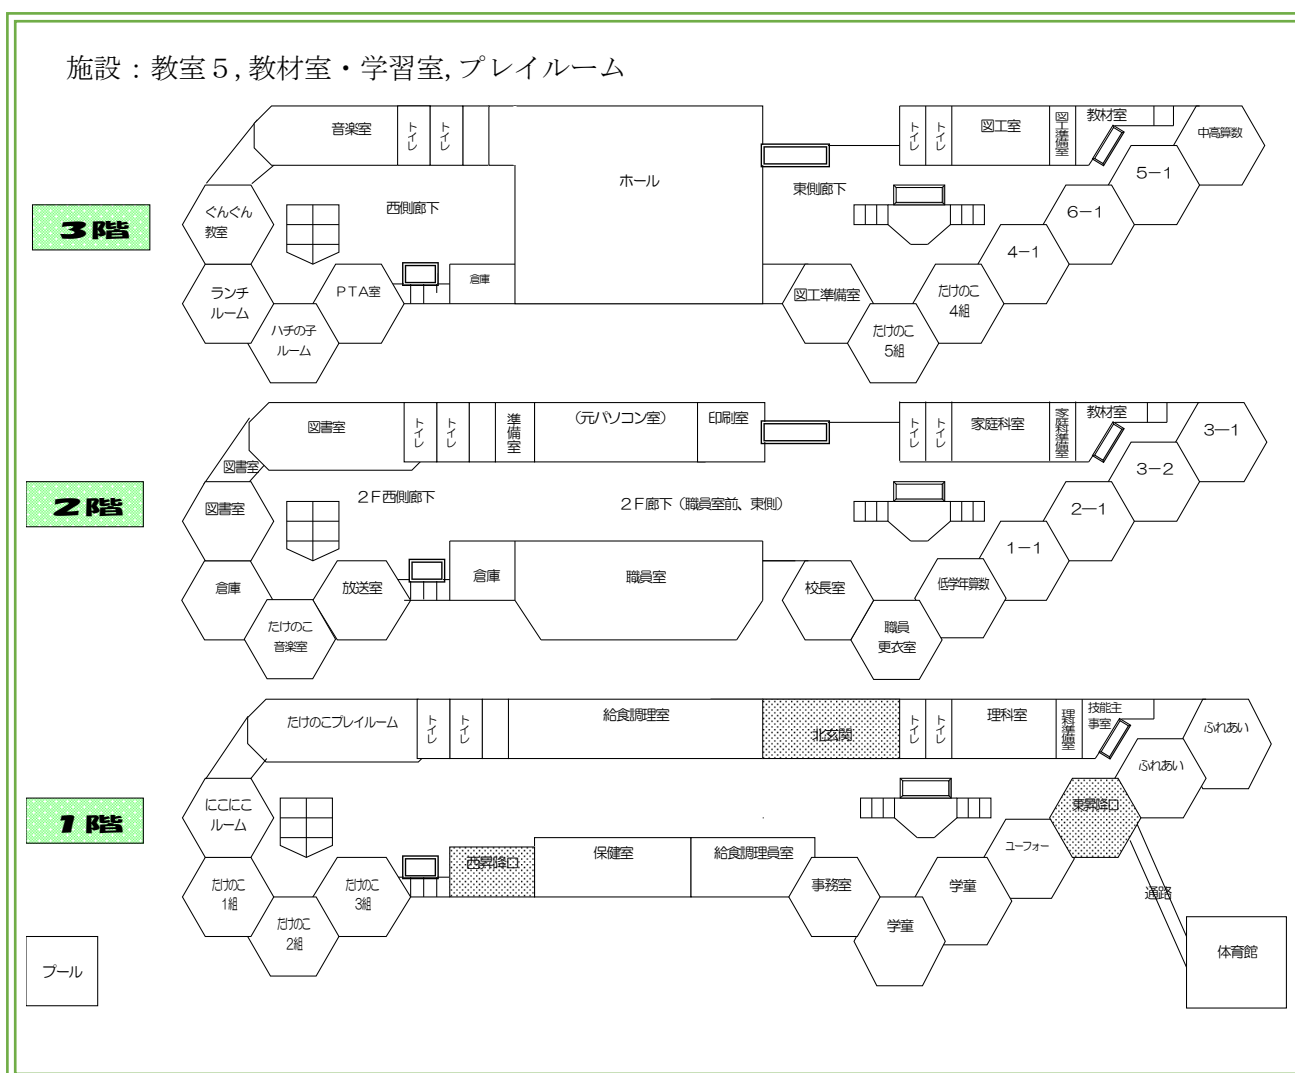 施設：教室５,教材室・学習室,プレイルーム
３階
音楽室
トイレ
トイレ
ホール
トイレ
トイレ
図工室
図工準備室
教材室
中高算数
5－1
6－1
4－1
東側廊下
西側廊下
ぐんぐん
教室
ランチ
ルーム
ハチの子
ルーム
ＰＴＡ室
倉庫
図工準備室
たけのこ
4組
たけのこ
5組
２階
図書室
トイレ
トイレ
準備室
（元パソコン室）
印刷室
トイレ
トイレ
家庭科室
家庭科準備室
教材室
3－1
3－2
2－1
1－1
図書室
図書室
２Ｆ西側廊下
２Ｆ廊下（職員室前、東側）
倉庫
たけのこ
音楽室
放送室
倉庫
職員室
校長室
職員
更衣室
低学年算数
１階
たけのこプレイルーム
トイレ
トイレ
給食調理室
北玄関
トイレ
トイレ
理科室
理科準備室
技能主
事室
ふれあい
ふれあい
東昇降口
にこにこ
ルーム
たけのこ
1組
たけのこ
2組
たけのこ
3組
西昇降口
保健室
給食調理員室
事務室
学童
学童
ユーフォー
通路
プール
体育館